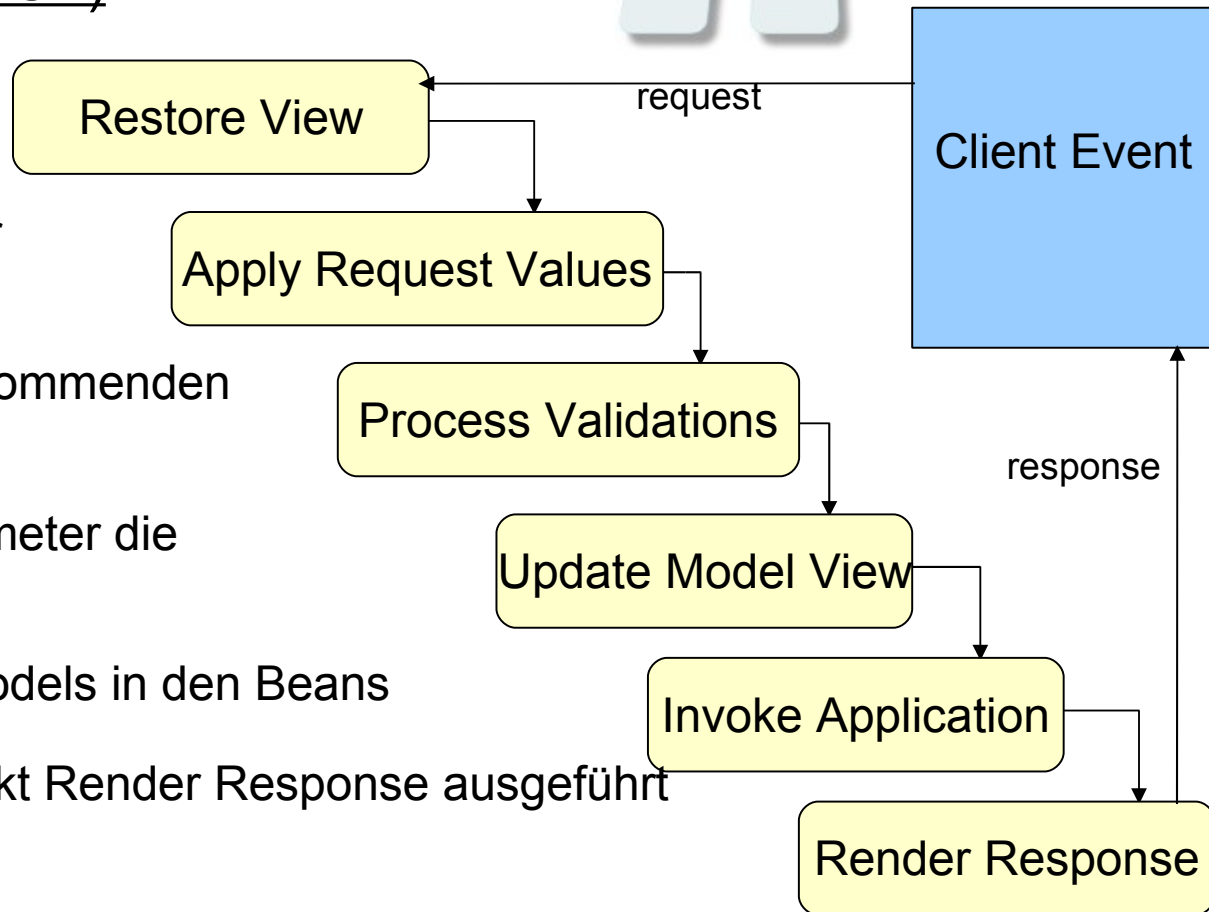 request
Restore View
Client Event
Apply Request Values
ommenden
Process Validations
response
meter die
Update Model View
odels in den Beans
Invoke Application
kt Render Response ausgeführt
Render Response